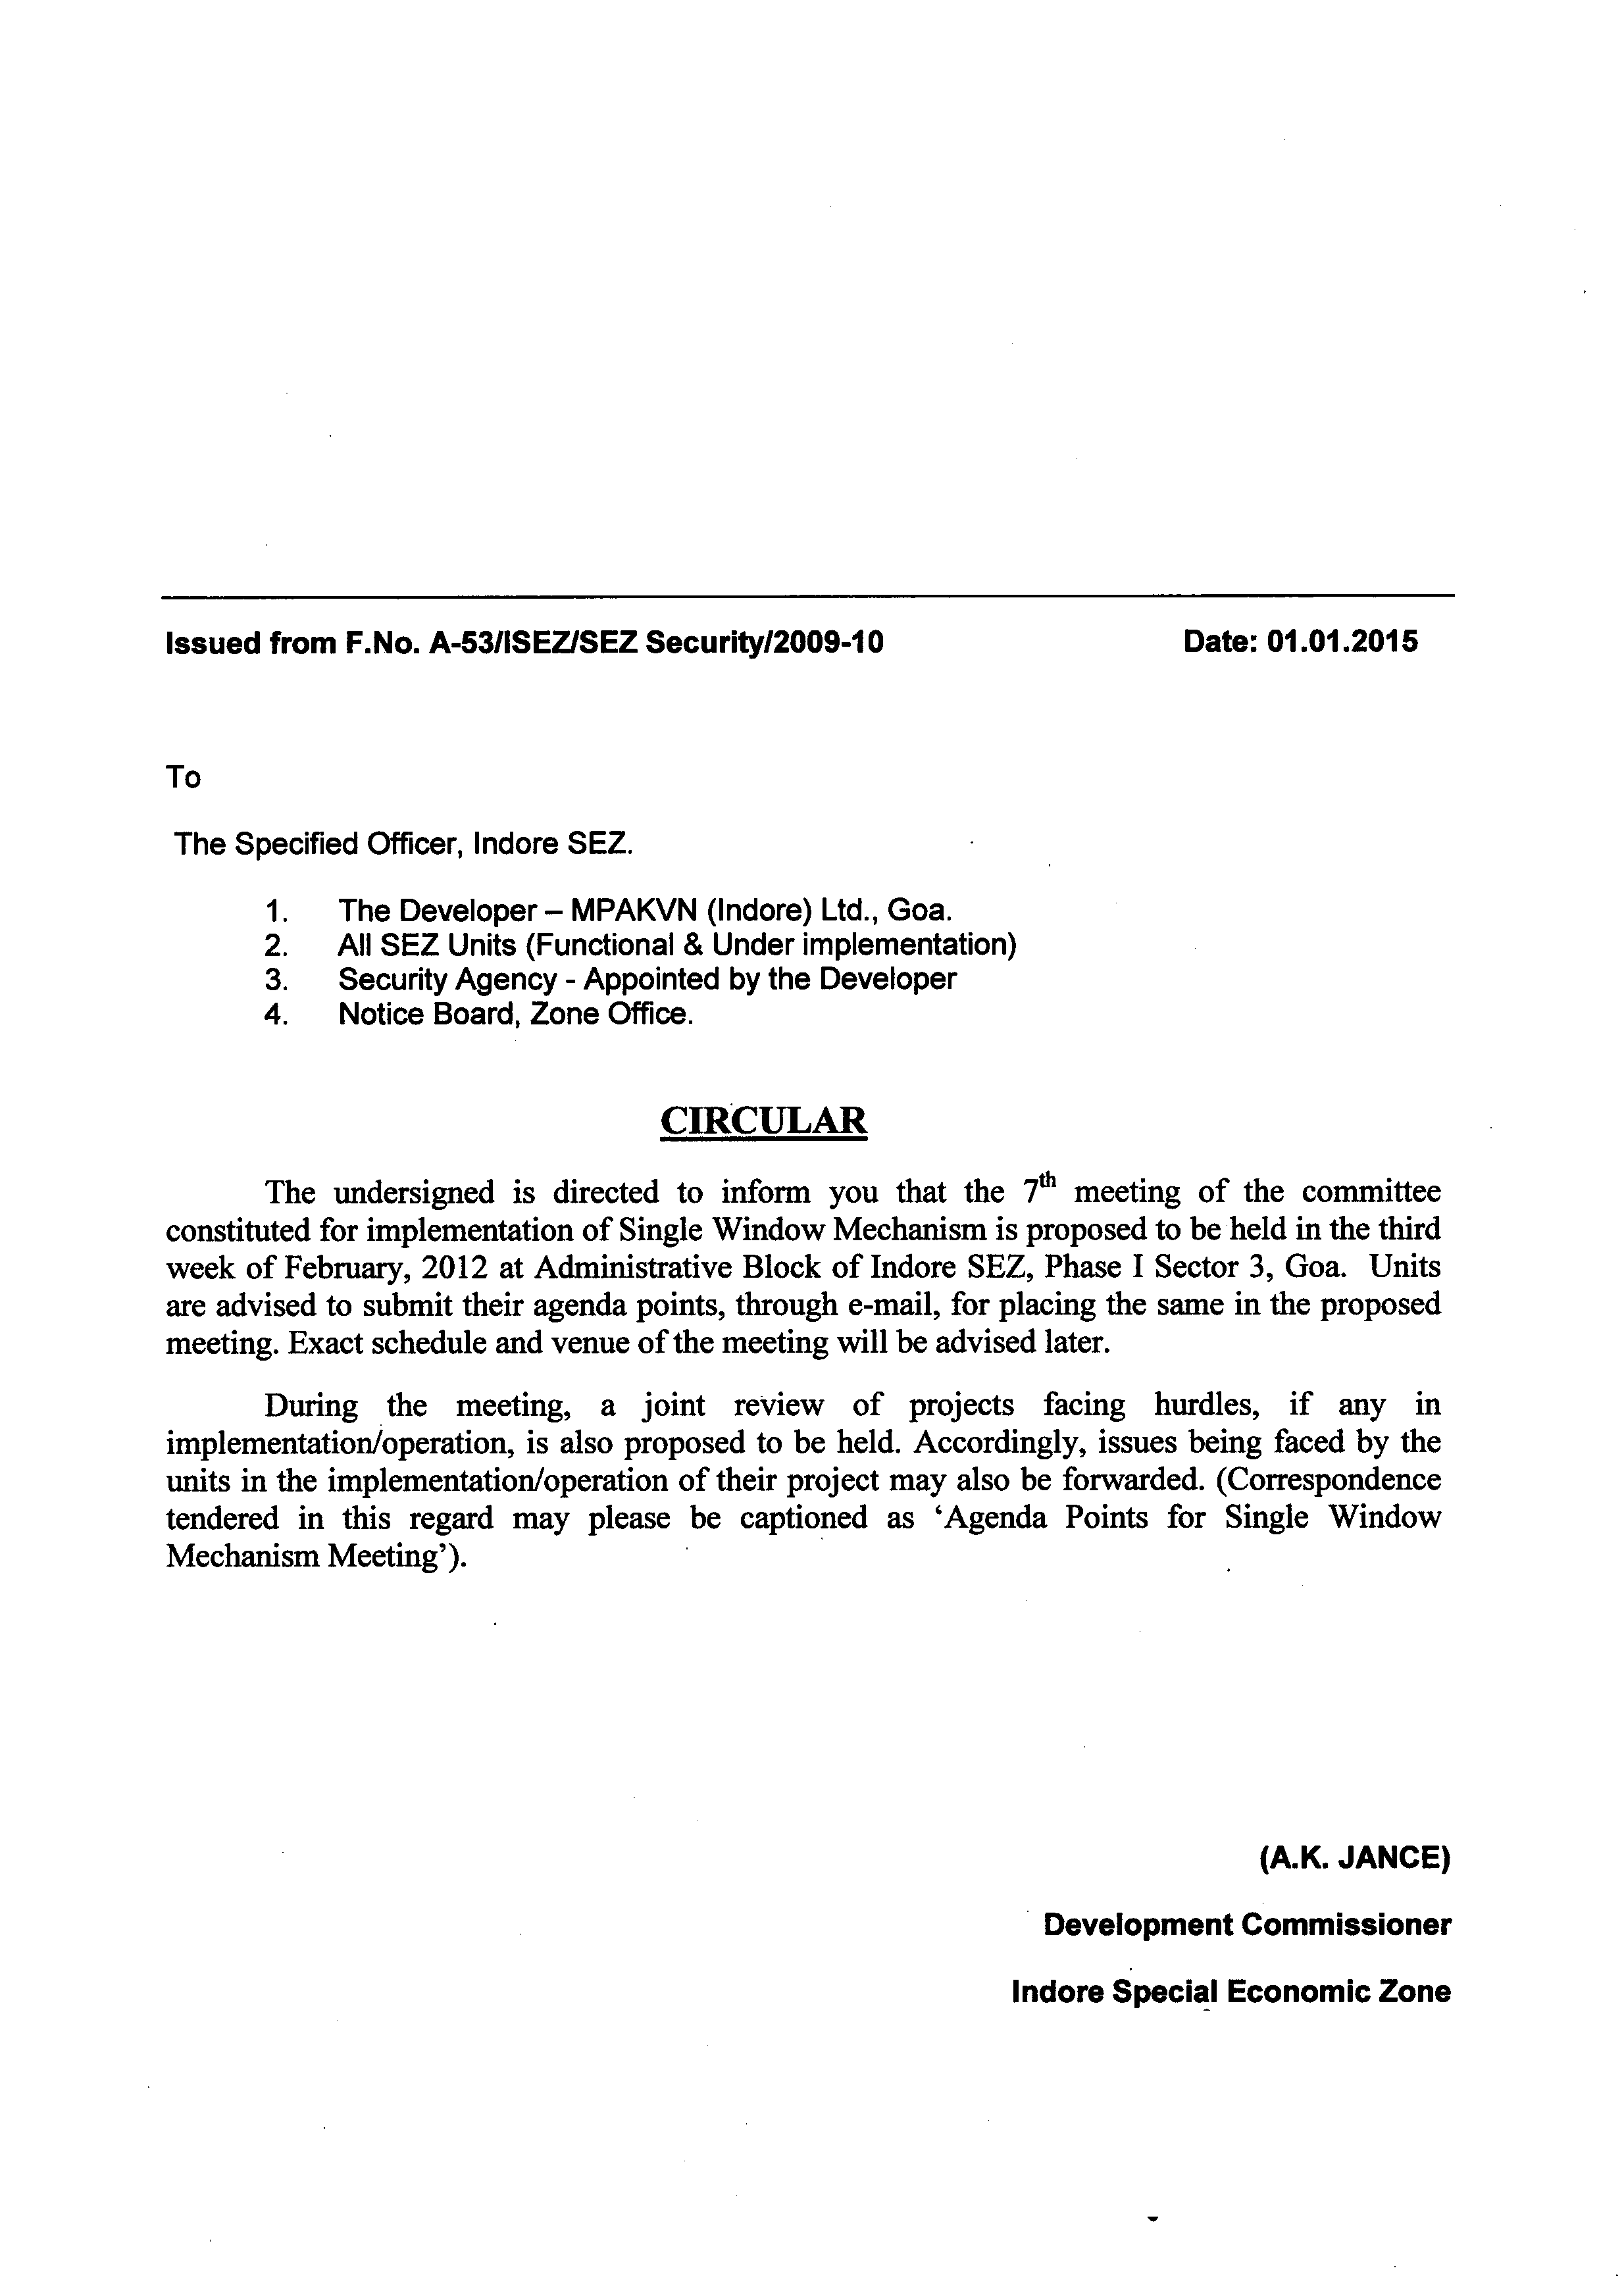 Issued from F.No. A-53/ISEZ/SEZ Security/2009-10 Date: 01.01.2015
To
The Specified Officer, Indore SEZ.
1. The Developer – MPAKVN (Indore) Ltd., Goa.
2. All SEZ Units (Functional & Under implementation)
3. Security Agency - Appointed by the Developer
4. Notice Board, Zone Office.
CIRCULAR
The undersigned is directed to inform you that the 7th meeting of the committee
constituted for implementation of Single Window Mechanism is proposed to be held in the third
week of February, 2012 at Administrative Block of Indore SEZ, Phase I Sector 3, Goa. Units
are advised to submit their agenda points, through e-mail, for placing the same in the proposed
meeting. Exact schedule and venue of the meeting will be advised later.
During the meeting, a joint review of projects facing hurdles, if any in
implementation/operation, is also proposed to be held. Accordingly, issues being faced by the
units in the implementation/operation of their project may also be forwarded. (Correspondence
tendered in this regard may please be captioned as ‘Agenda Points for Single Window
Mechanism Meeting’).
(A.K. JANCE)
Development Commissioner
Indore Special Economic Zone